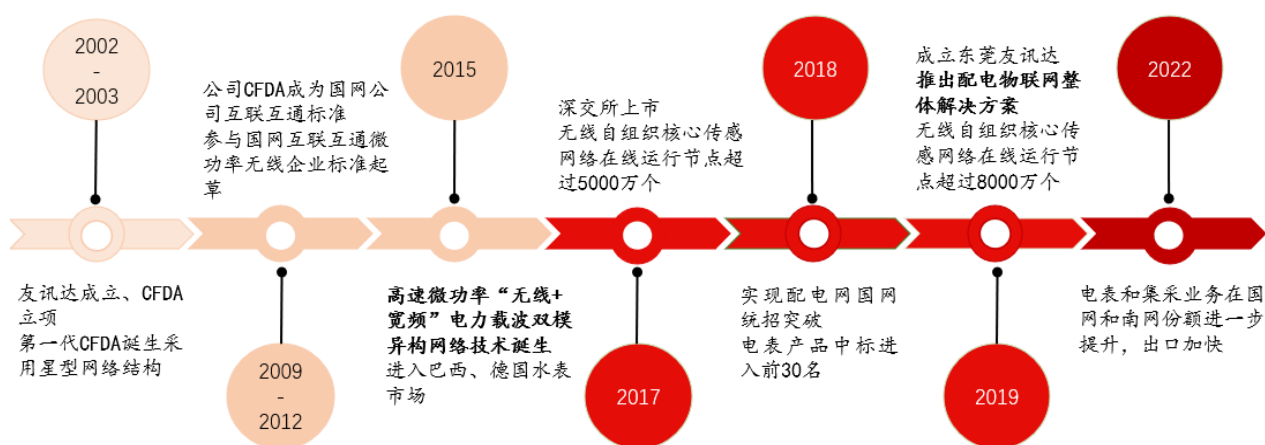 2002
-
2003
友讯达成立、CFDA
立项
第一代CFDA诞生采
用星型网络结构
公司CFDA成为国网公
司互联互通标准
参与国网互联互通微
功率无线企业标准起
草
2009
-
2012
2015
高速微功率“无线+
宽频”电力载波双模
异构网络技术诞生
进入巴西、德国水表
市场
深交所上市
无线自组织核心传感
网络在线运行节点超
过5000万个
2017
2018
实现配电网国网
统招突破
电表产品中标进
入前30名
成立东莞友讯达
推出配电物联网整
体解决方案
无线自组织核心传
感网络在线运行节
点超过8000万个
2019
2022
电表和集采业务在国
网和南网份额进一步
提升，出口加快